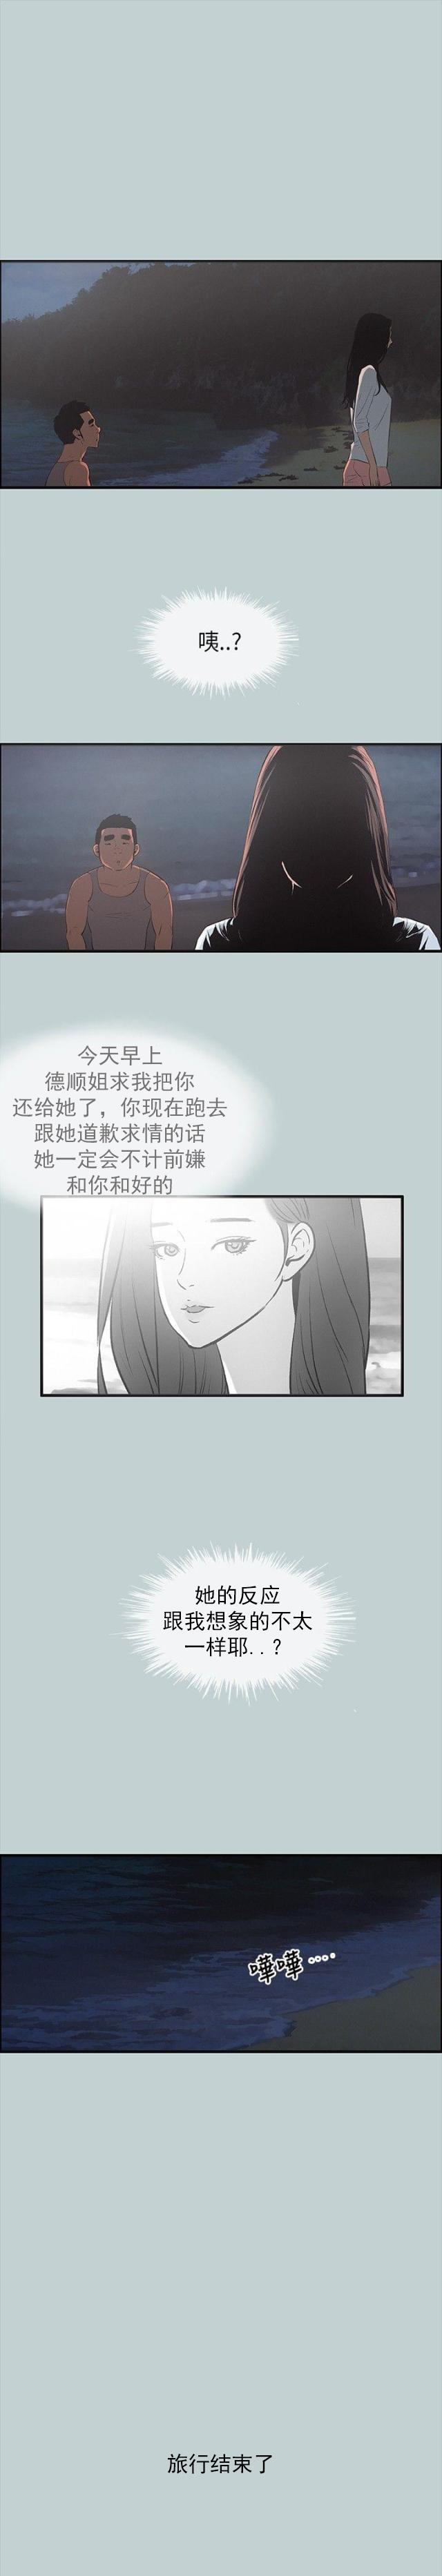 咦..?
今天早上
德顺姐求我把你
还给她了，你现在跑去
跟她道歉求情的话
她一定会不计前嫌
和你和好的
她的反应
跟我想象的不太
一样耶..?
嘩嘩....
旅行结束了